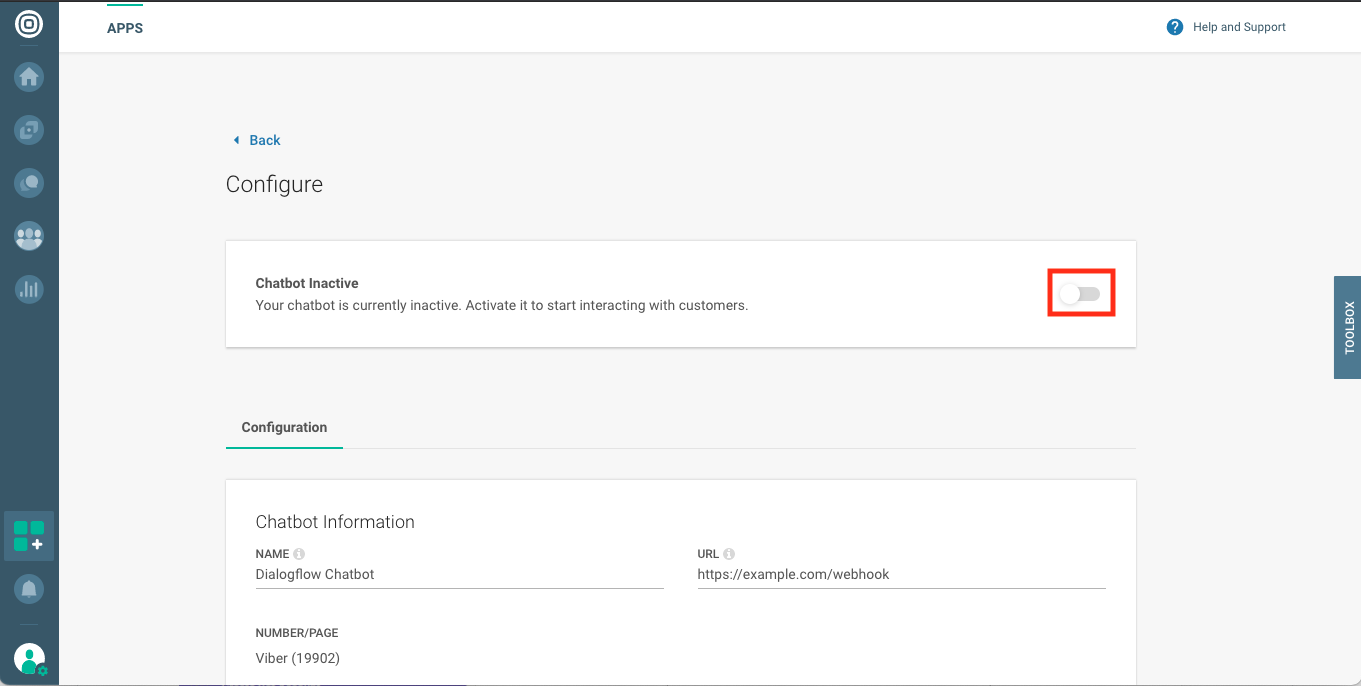 APPS
? Help and Support
Back
Configure
Chatbot Inactive
Your chatbot is currently inactive. Activate it to start interacting with customers.
TOOLBOX
Configuration
Chatbot Information
NAME
URL
Dialogflow Chatbot
https://example.com/webhook
NUMBER/PAGE
Viber (19902)